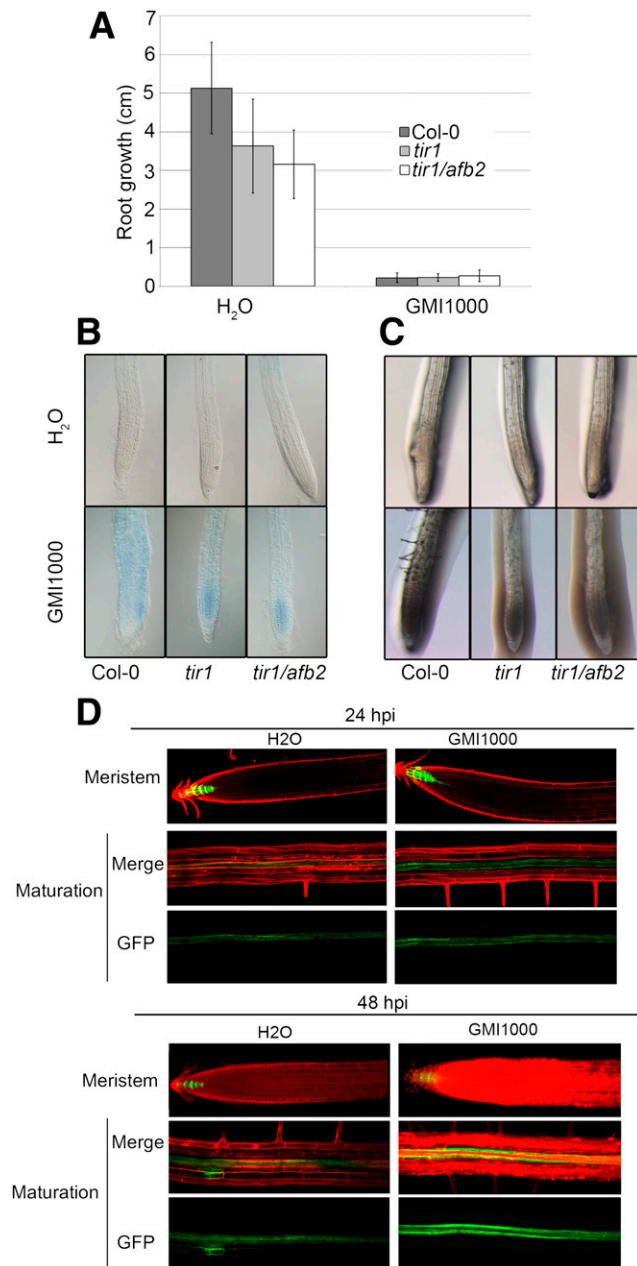 A
Root growth (cm)
7
6
5
4
3
2
1
0
Col-0
tir1
tir1/afb2
H₂O
GMI1000
B
C
H₂O
GMI1000
Col-0
tir1
tir1/afb2
Col-0
tir1
tir1/afb2
D
24 hpi
H2O
GMI1000
Meristem
Maturation
Merge
GFP
48 hpi
H2O
GMI1000
Meristem
Maturation
Merge
GFP